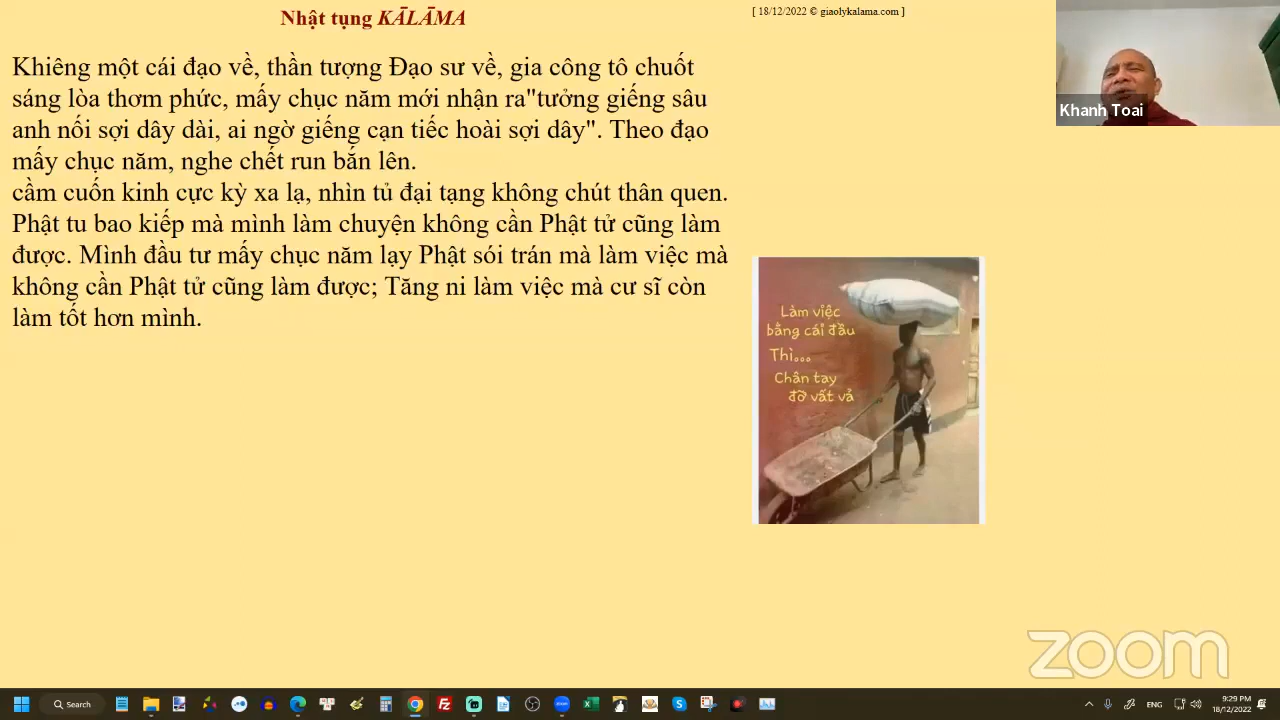 Nhật tụng KĀLĀMA
[ 18/12/2022 © giaolykalama.com ]
Khiêng một cái đạo về, thần tượng Đạo sư về, gia công tô chuốt
sáng lòa thơm phức, mấy chục năm mới nhận ra"tưởng giếng sâu
anh nối sợi dây dài, ai ngờ giếng cạn tiếc hoài sợi dây". Theo đạo
mấy chục năm, nghe chết run bắn lên.
cầm cuốn kinh cực kỳ xa lạ, nhìn tủ đại tạng không chút thân quen.
Phật tu bao kiếp mà mình làm chuyện không cần Phật tử cũng làm
được. Mình đầu tư mấy chục năm lạy Phật sói trán mà làm việc mà
không cần Phật tử cũng làm được; Tăng ni làm việc mà cư sĩ còn
làm tốt hơn mình.
Khanh Toai
Làm việc
bằng cái đầu
Thì...
Chân tay
đỡ vất vả
zoom
Search
ENG
9:29 PM
18/12/2022